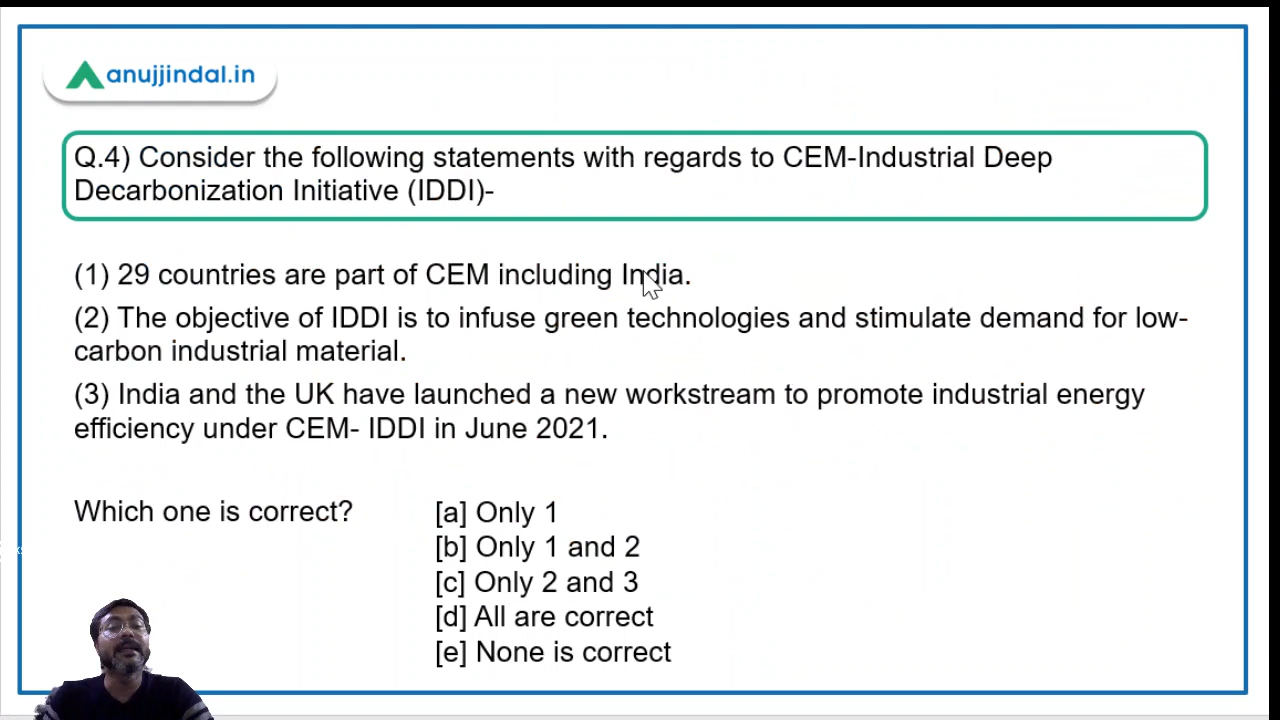 anujjindal.in
Q.4) Consider the following statements with regards to CEM-Industrial Deep
Decarbonization Initiative (IDDI)-
(1) 29 countries are part of CEM including India.
(2) The objective of IDDI is to infuse green technologies and stimulate demand for low-
carbon industrial material.
(3) India and the UK have launched a new workstream to promote industrial energy
efficiency under CEM- IDDI in June 2021.
Which one is correct?
[a] Only 1
[b] Only 1 and 2
[c] Only 2 and 3
[d] All are correct
[e] None is correct